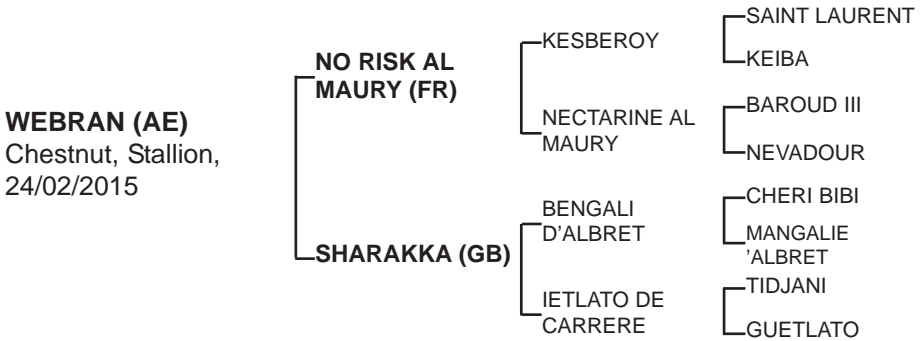 WEBRAN (AE)
Chestnut, Stallion,
24/02/2015
NO RISK AL
MAURY (FR)
SHARAKKA (GB)
KESBEROY
NECTARINE AL
MAURY
BENGALI
D'ALBRET
IETLATO DE
CARRERE
SAINT LAURENT
KEIBA
BAROUD III
NEVADOUR
CHERI BIBI
MANGALIE
'ALBRET
TIDJANI
GUETLATO